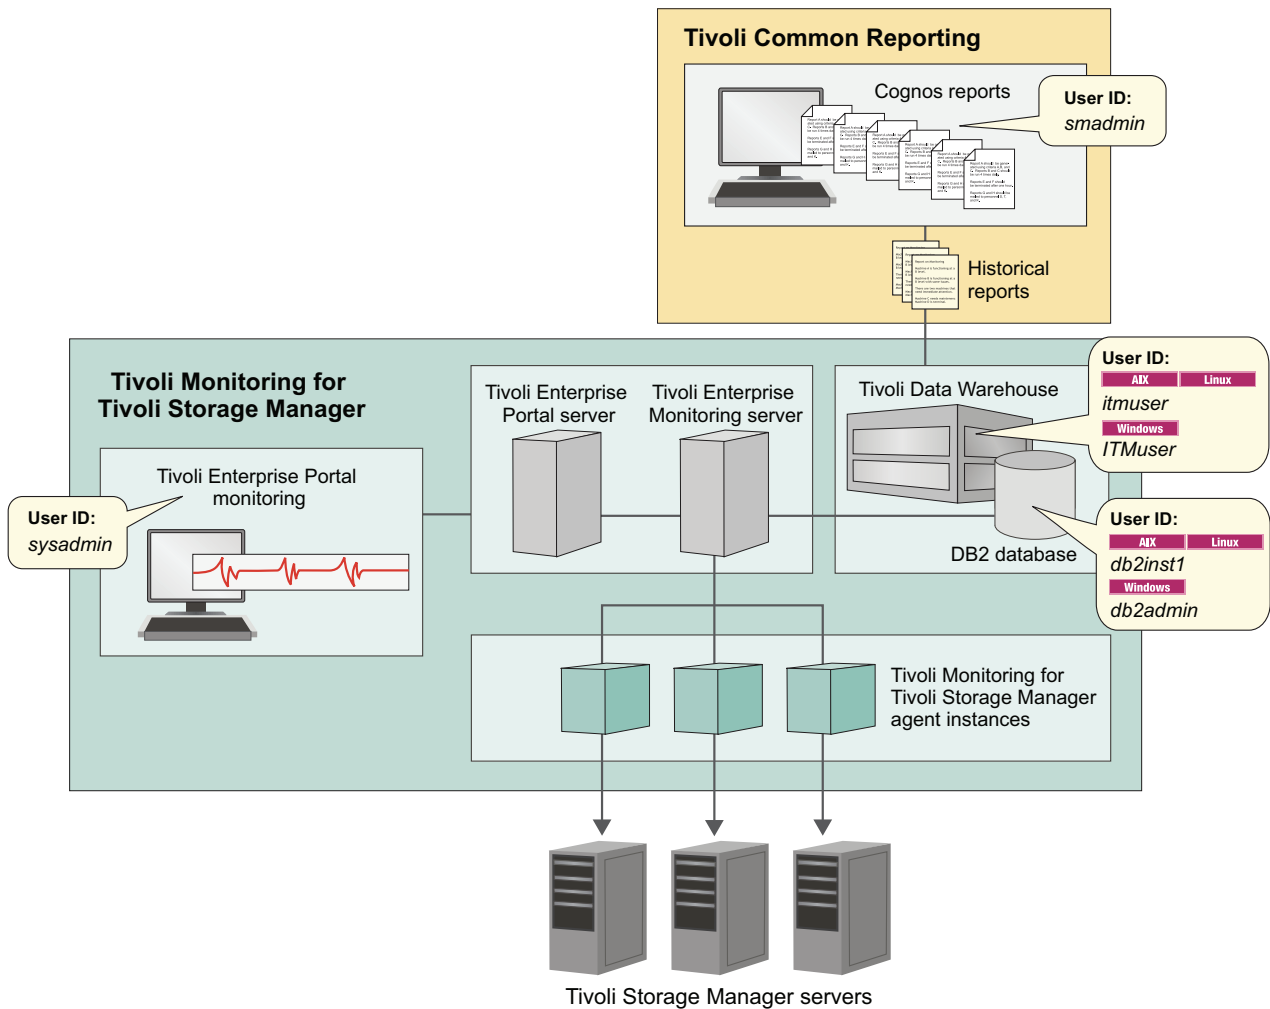 Tivoli Common Reporting
Cognos reports
User ID:
smadmin
Historical
reports
Tivoli Monitoring for
Tivoli Storage Manager
Tivoli Enterprise
Portal server
Tivoli Enterprise
Monitoring server
Tivoli Data Warehouse
User ID:
AIX Linux
itmuser
Windows
ITMuser
Tivoli Enterprise Portal
monitoring
User ID:
sysadmin
DB2 database
User ID:
AIX Linux
db2inst1
Windows
db2admin
Tivoli Monitoring for
Tivoli Storage Manager
agent instances
Tivoli Storage Manager servers